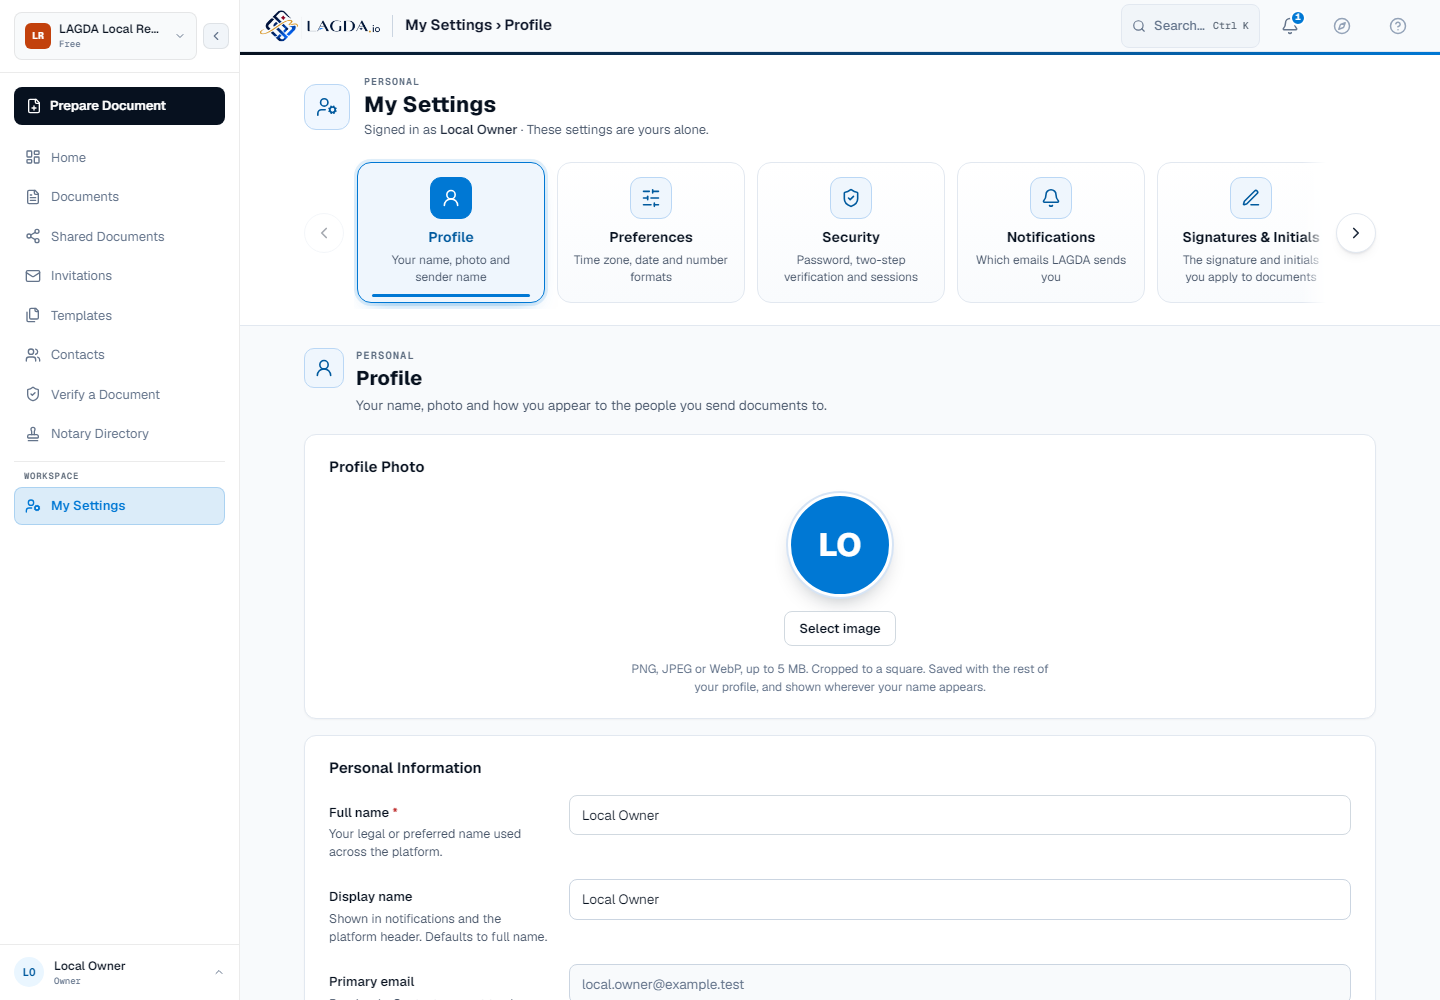 LR
LAGDA Local Re...
Free
LAGDA.io
My Settings › Profile
Search... Ctrl K
1
Prepare Document
Home
Documents
Shared Documents
Invitations
Templates
Contacts
Verify a Document
Notary Directory
WORKSPACE
My Settings
LO
Local Owner
Owner
PERSONAL
My Settings
Signed in as Local Owner · These settings are yours alone.
Profile
Your name, photo and
sender name
Preferences
Time zone, date and number
formats
Security
Password, two-step
verification and sessions
Notifications
Which emails LAGDA sends
you
Signatures & Initials
The signature and initials
you apply to documents
PERSONAL
Profile
Your name, photo and how you appear to the people you send documents to.
Profile Photo
LO
Select image
PNG, JPEG or WebP, up to 5 MB. Cropped to a square. Saved with the rest of
your profile, and shown wherever your name appears.
Personal Information
Full name *
Your legal or preferred name used
across the platform.
Local Owner
Display name
Shown in notifications and the
platform header. Defaults to full name.
Local Owner
Primary email
local.owner@example.test